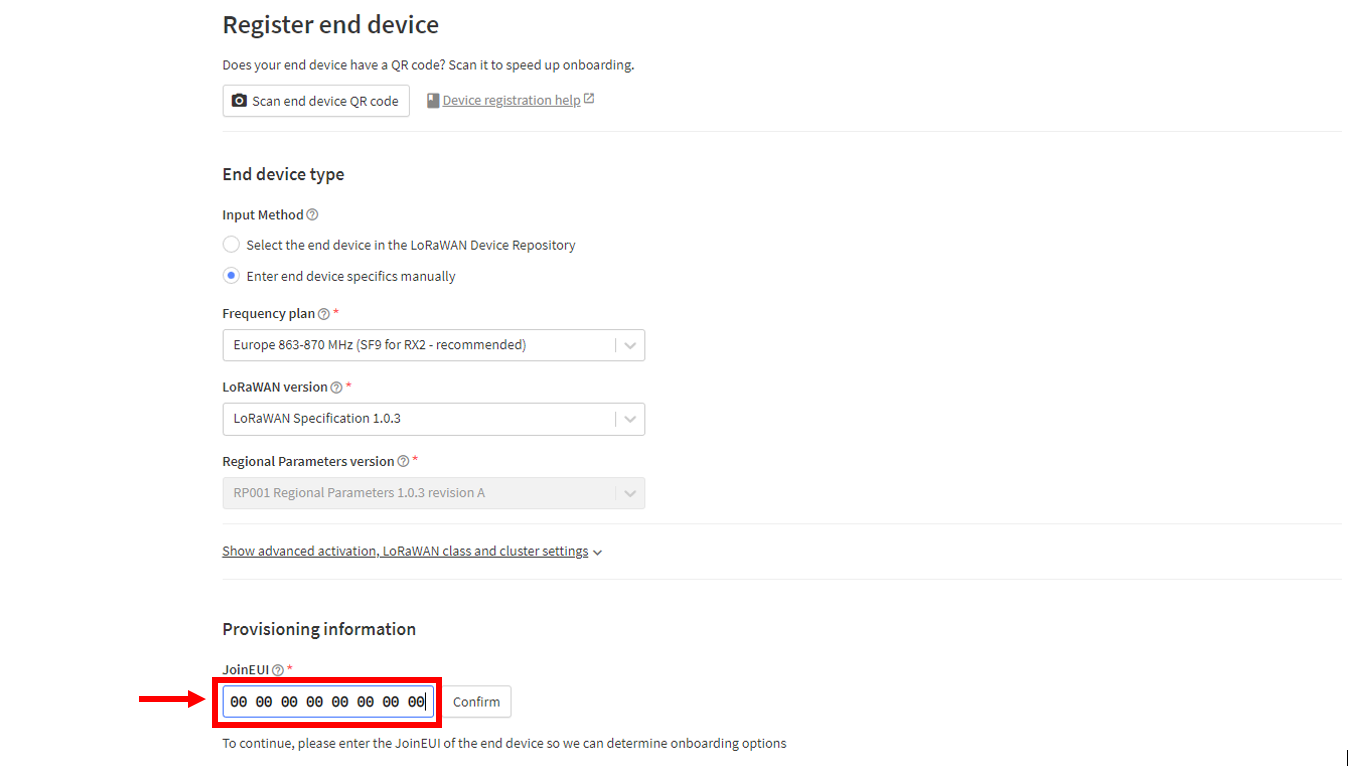 Register end device
Does your end device have a QR code? Scan it to speed up onboarding.
Scan end device QR code Device registration help
End device type
Input Method
Select the end device in the LoRaWAN Device Repository
Enter end device specifics manually
Frequency plan *
Europe 863-870 MHz (SF9 for RX2 - recommended)
LoRaWAN version *
LoRaWAN Specification 1.0.3
Regional Parameters version *
RP001 Regional Parameters 1.0.3 revision A
Show advanced activation, LoRaWAN class and cluster settings
Provisioning information
JoinEUI *
00 00 00 00 00 00 00 00 Confirm
To continue, please enter the JoinEUI of the end device so we can determine onboarding options